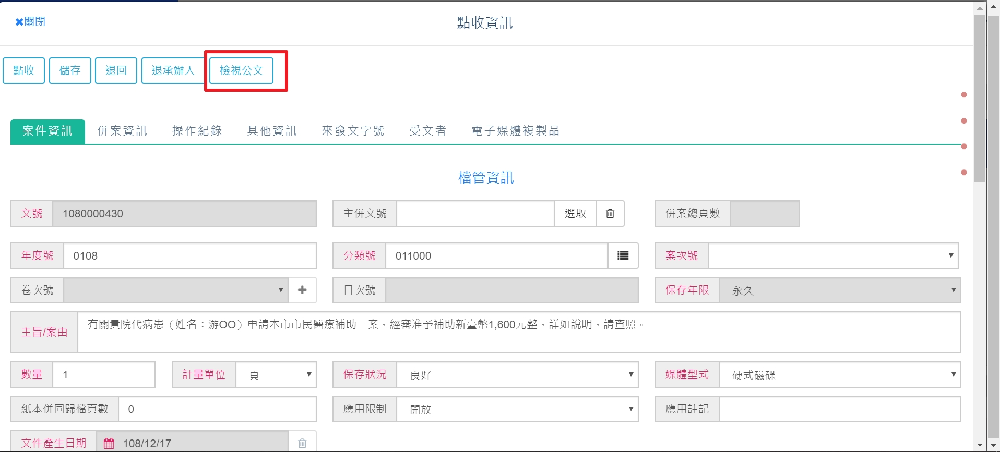 關閉
點收資訊
點收 儲存 退回 退承辦人 檢視公文
案件資訊 併案資訊 操作紀錄 其他資訊 來發文字號 受文者 電子媒體複製品
檔管資訊
文號 1080000430 主併文號 選取 併案總頁數
年度號 0108 分類號 011000 案次號
卷次號 目次號 保存年限 永久
主旨/案由 有關貴院代病患（姓名：游OO）申請本市市民醫療補助一案，經審准予補助新臺幣1,600元整，詳如說明，請查照。
數量 1 計量單位 頁 保存狀況 良好 媒體型式 硬式磁碟
紙本併同歸檔頁數 0 應用限制 開放 應用註記
文件產生日期 108/12/17